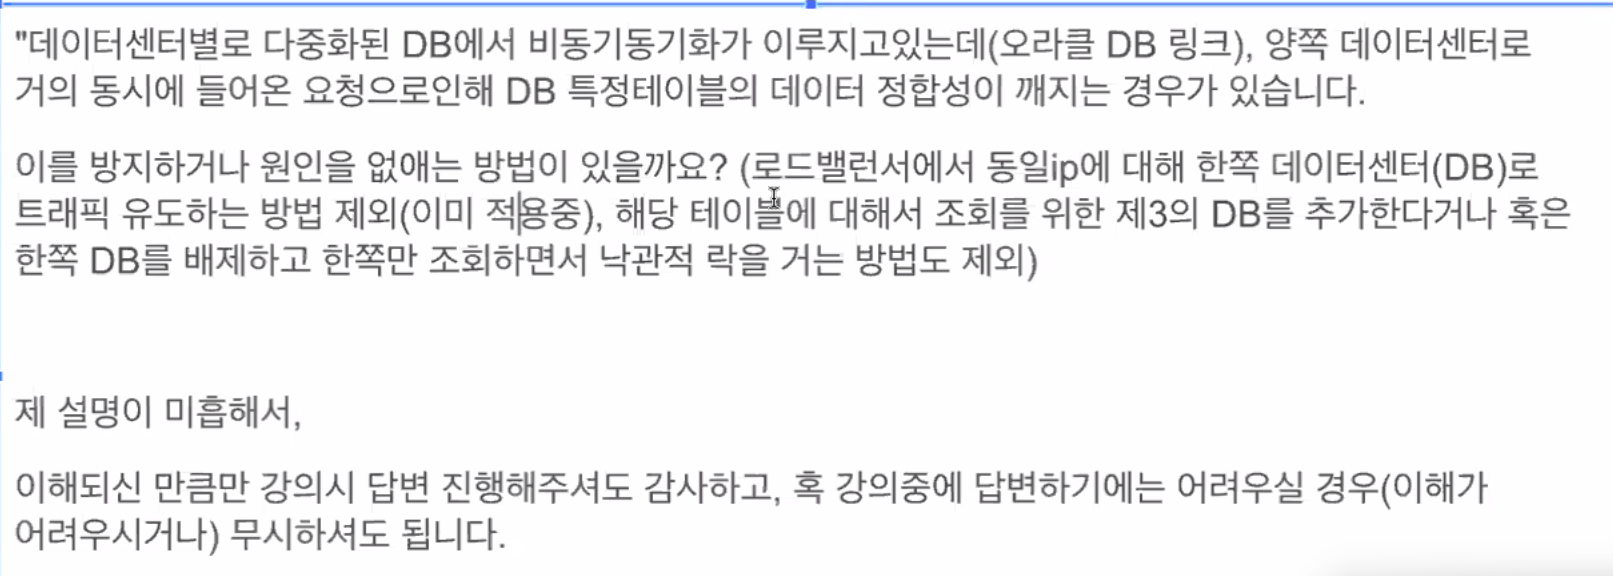 "데이터센터별로 다중화된 DB에서 비동기동기화가 이루지고있는데(오라클 DB 링크), 양쪽 데이터센터로
거의 동시에 들어온 요청으로인해 DB 특정테이블의 데이터 정합성이 깨지는 경우가 있습니다.
이를 방지하거나 원인을 없애는 방법이 있을까요? (로드밸런서에서 동일ip에 대해 한쪽 데이터센터(DB)로
트래픽 유도하는 방법 제외(이미 적용중), 해당 테이블에 대해서 조회를 위한 제3의 DB를 추가한다거나 혹은
한쪽 DB를 배제하고 한쪽만 조회하면서 낙관적 락을 거는 방법도 제외)
제 설명이 미흡해서,
이해되신 만큼만 강의시 답변 진행해주셔도 감사하고, 혹 강의중에 답변하기에는 어려우실 경우(이해가
어려우시거나) 무시하셔도 됩니다.